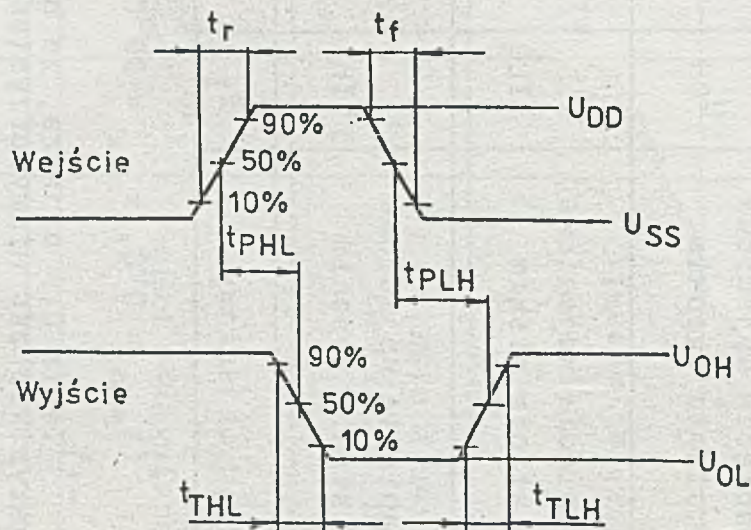 t_r t_f
90% U_DD
Wejście 50%
10%
U_SS
t_PHL
t_PLH
90% U_OH
Wyjście 50%
10%
U_OL
t_THL t_TLH